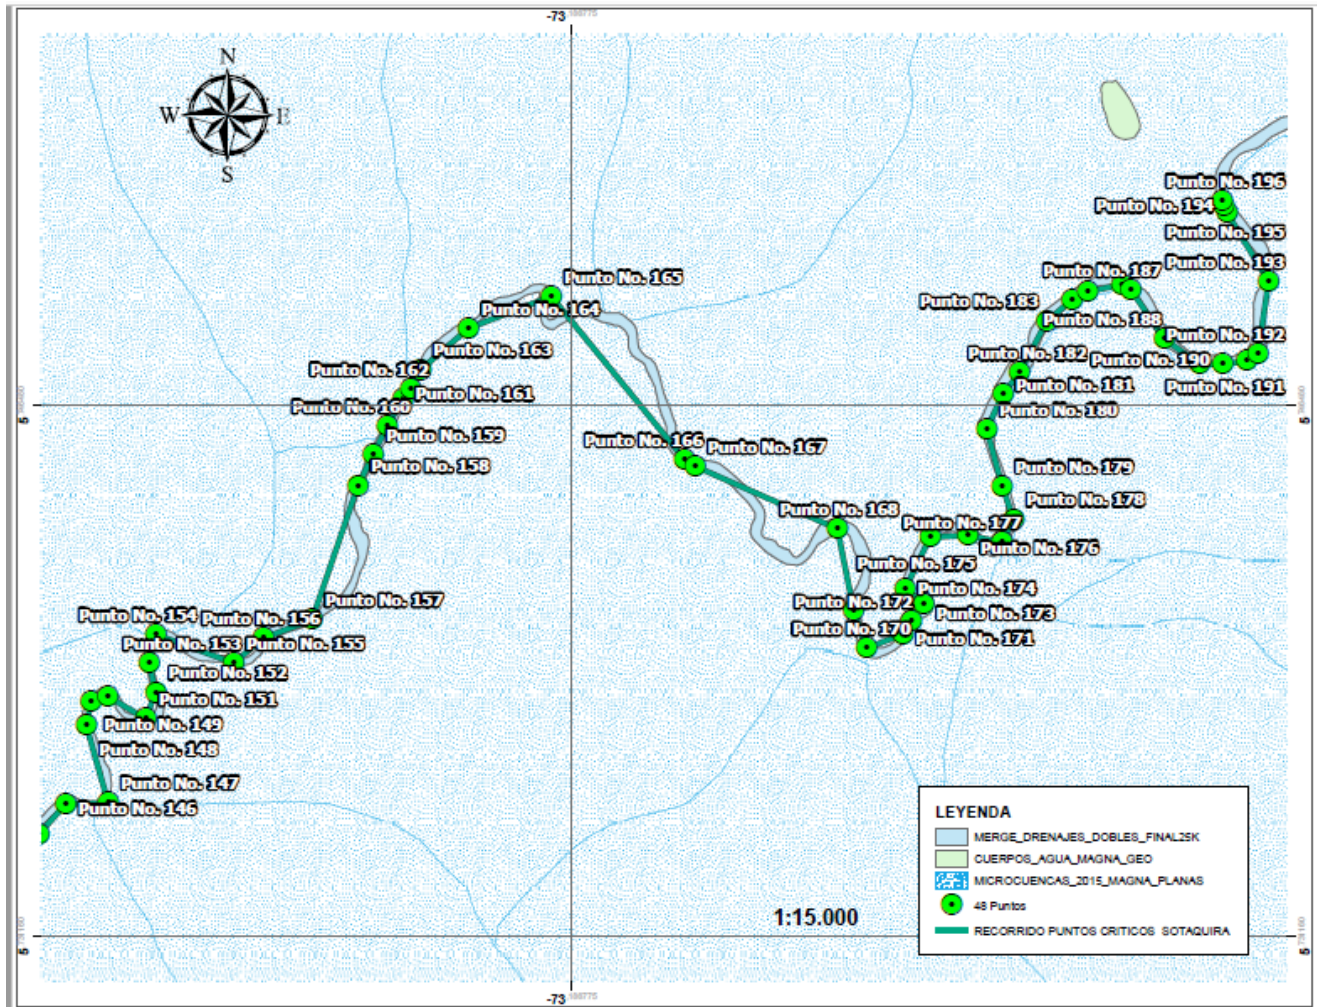 -73
N
W E
S
Punto No. 196
Punto No. 194
Punto No. 195
Punto No. 193
Punto No. 187
Punto No. 165
Punto No. 183
Punto No. 164
Punto No. 188
Punto No. 192
Punto No. 163
Punto No. 182
Punto No. 190
Punto No. 162
Punto No. 181
Punto No. 191
Punto No. 161
Punto No. 160
Punto No. 180
5
5
Punto No. 159
Punto No. 166
Punto No. 167
Punto No. 158
Punto No. 179
Punto No. 178
Punto No. 168
Punto No. 177
Punto No. 176
Punto No. 175
Punto No. 174
Punto No. 157
Punto No. 172
Punto No. 173
Punto No. 154
Punto No. 156
Punto No. 170
Punto No. 171
Punto No. 153
Punto No. 155
Punto No. 152
Punto No. 151
Punto No. 149
Punto No. 148
Punto No. 147
Punto No. 146
LEYENDA
MERGE_DRENAJES_DOBLES_FINAL25K
CUERPOS_AGUA_MAGNA_GEO
MICROCUENCAS_2015_MAGNA_PLANAS
48 Puntos
RECORRIDO PUNTOS CRITICOS SOTAQUIRA
1:15.000
5
5
-73